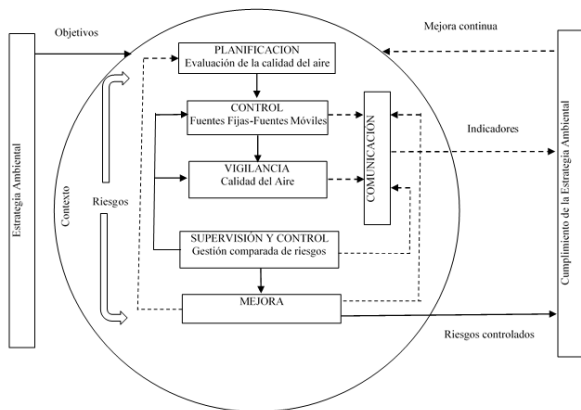 Estrategia Ambiental
Objetivos
Mejora continua
PLANIFICACION
Evaluación de la calidad del aire
CONTROL
Fuentes Fijas-Fuentes Móviles
VIGILANCIA
Calidad del Aire
SUPERVISIÓN Y CONTROL
Gestión comparada de riesgos
MEJORA
COMUNICACIÓN
Contexto
Riesgos
Indicadores
Riesgos controlados
Cumplimiento de la Estrategia Ambiental